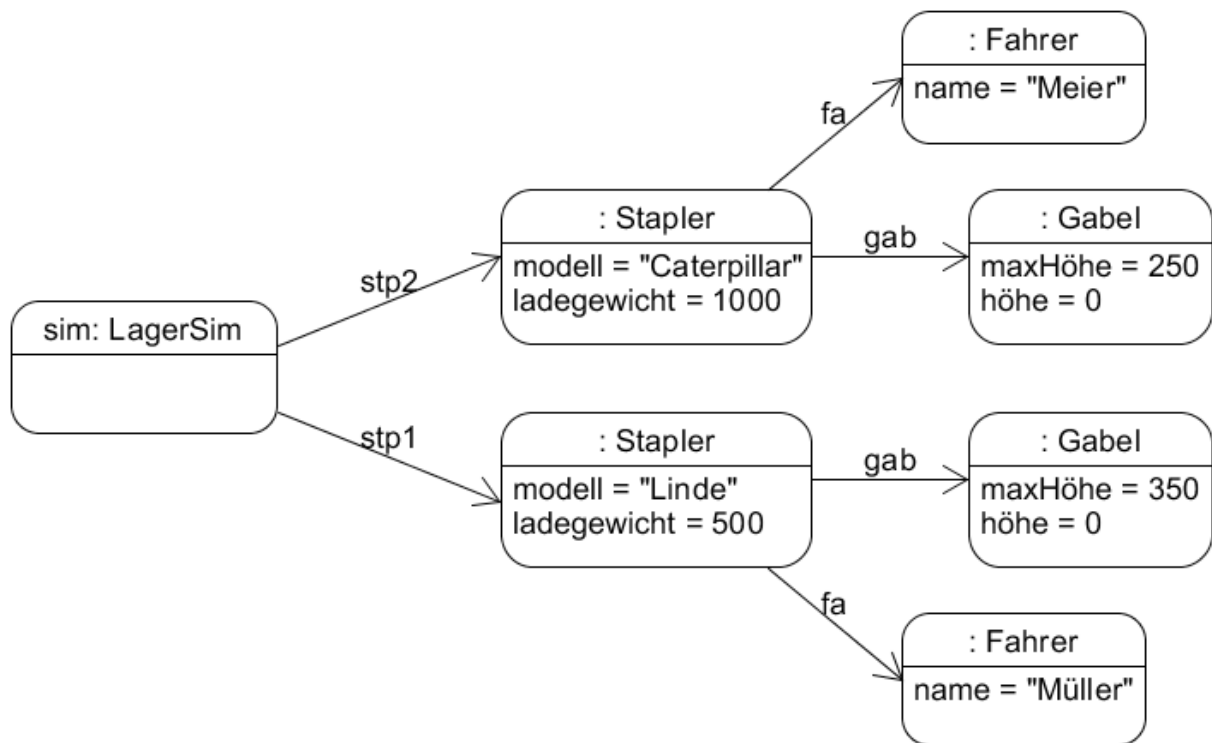 : Fahrer
name = "Meier"
fa
: Stapler
modell = "Caterpillar"
ladegewicht = 1000
gab
: Gabel
maxHöhe = 250
höhe = 0
stp2
sim: LagerSim
stp1
: Stapler
modell = "Linde"
ladegewicht = 500
gab
: Gabel
maxHöhe = 350
höhe = 0
fa
: Fahrer
name = "Müller"